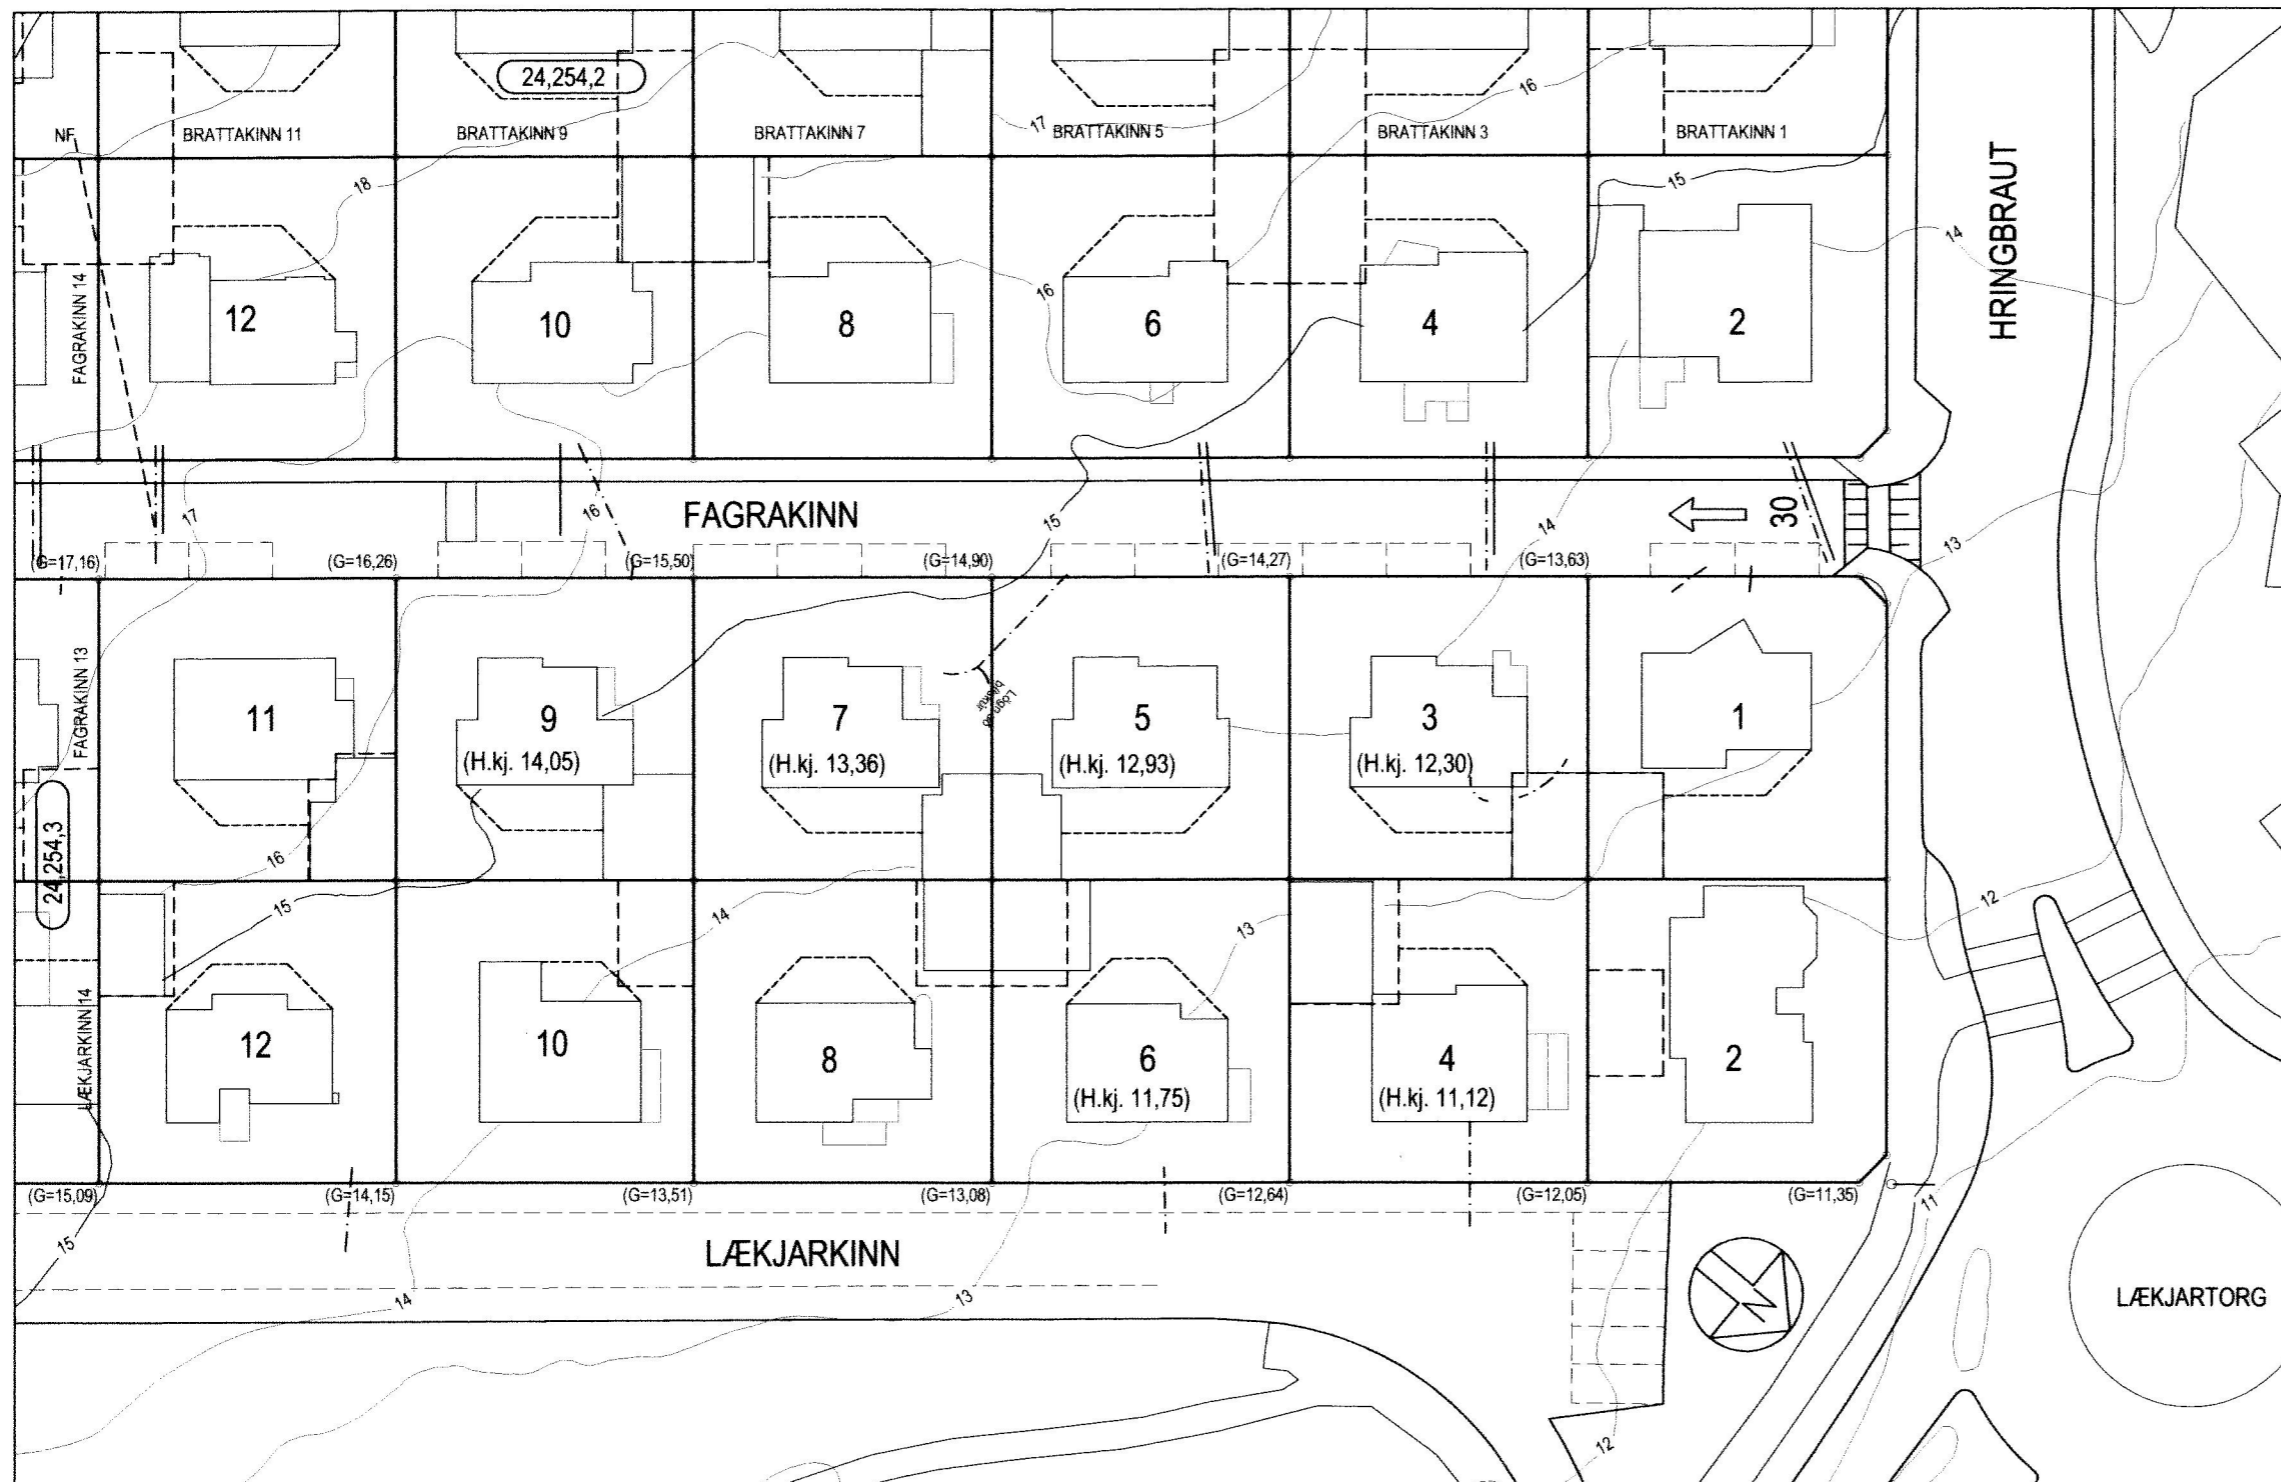 24,254,2
NF
BRATTAKINN 11
BRATTAKINN 9
BRATTAKINN 7
17
BRATTAKINN 5
BRATTAKINN 3
16
BRATTAKINN 1
18
15
HRINGBRAUT
14
FAGRAKINN 14
16
12
10
8
6
4
2
17
16
FAGRAKINN
15
14
30
13
(G=17,16)
(G=16,26)
(G=15,50)
(G=14,90)
(G=14,27)
(G=13,63)
FAGRAKINN 13
11
9
(H.kj. 14,05)
7
(H.kj. 13,36)
5
(H.kj. 12,93)
3
(H.kj. 12,30)
1
24,254,3
16
15
14
13
12
LÆKJARKINN 14
12
10
8
6
(H.kj. 11,75)
4
(H.kj. 11,12)
2
(G=15,09)
(G=14,15)
(G=13,51)
(G=13,08)
(G=12,64)
(G=12,05)
(G=11,35)
11
15
LÆKJARKINN
N
14
13
LÆKJARTORG
12